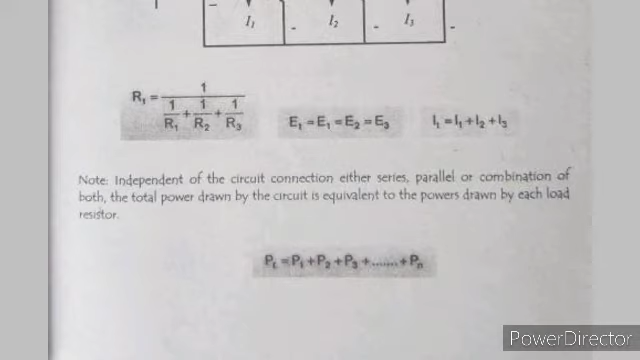 I₁ I₂ I₃
Rₜ = 1 / (1/R₁ + 1/R₂ + 1/R₃) Eₜ = E₁ = E₂ = E₃ Iₜ = I₁ + I₂ + I₃
Note: Independent of the circuit connection either series, parallel or combination of
both, the total power drawn by the circuit is equivalent to the powers drawn by each load
resistor.
Pₜ = P₁ + P₂ + P₃ + ....... + Pₙ
PowerDirector